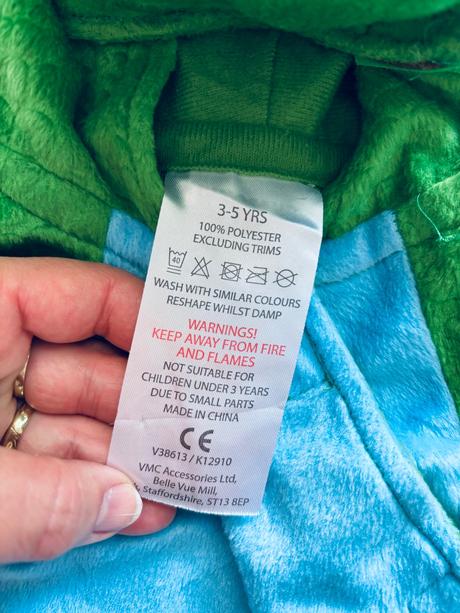 3-5 YRS
100% POLYESTER
EXCLUDING TRIMS
40
WASH WITH SIMILAR COLOURS
RESHAPE WHILST DAMP
WARNINGS!
KEEP AWAY FROM FIRE
AND FLAMES
NOT SUITABLE FOR
CHILDREN UNDER 3 YEARS
DUE TO SMALL PARTS
MADE IN CHINA
CE
V38613 / K12910
VMC Accessories Ltd,
Belle Vue Mill,
Staffordshire, ST13 8EP